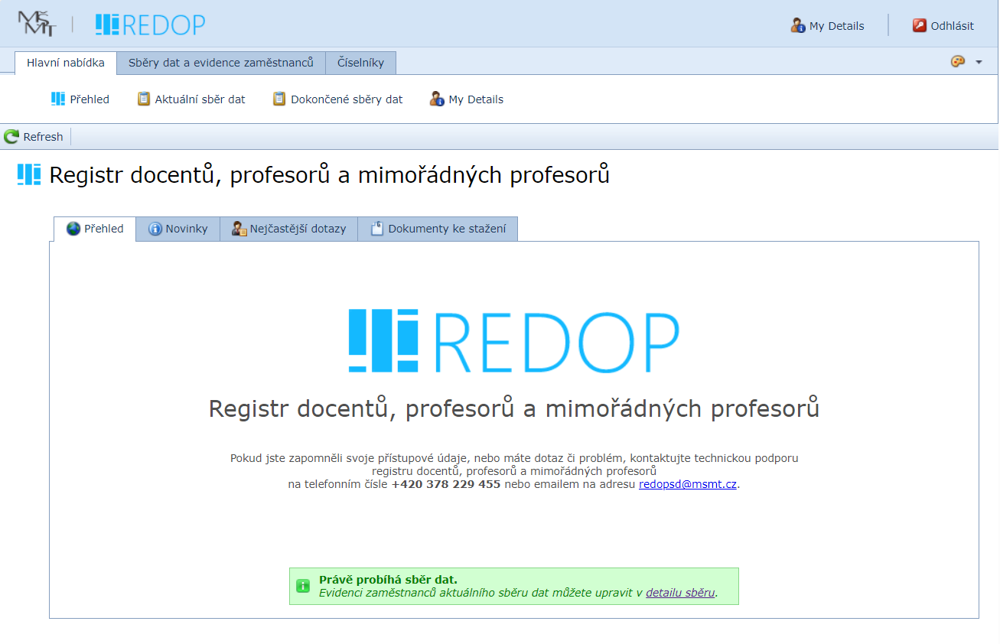 MŠMT | REDOP
My Details
Odhlásit
Hlavní nabídka
Sběry dat a evidence zaměstnanců
Číselníky
Přehled
Aktuální sběr dat
Dokončené sběry dat
My Details
Refresh
Registr docentů, profesorů a mimořádných profesorů
Přehled
Novinky
Nejčastější dotazy
Dokumenty ke stažení
REDOP
Registr docentů, profesorů a mimořádných profesorů
Pokud jste zapomněli svoje přístupové údaje, nebo máte dotaz či problém, kontaktujte technickou podporu
registru docentů, profesorů a mimořádných profesorů
na telefonním čísle +420 378 229 455 nebo emailem na adresu redopsd@msmt.cz.
Právě probíhá sběr dat.
Evidenci zaměstnanců aktuálního sběru dat můžete upravit v detailu sběru.